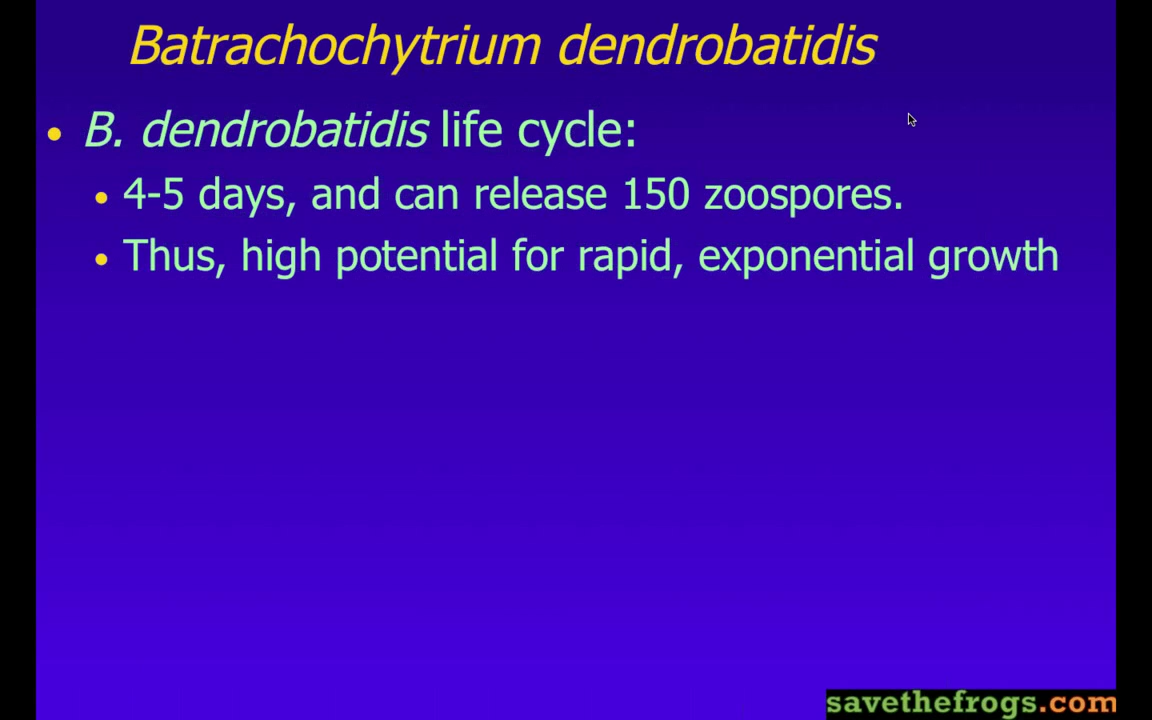 Batrachochytrium dendrobatidis
• B. dendrobatidis life cycle:
• 4-5 days, and can release 150 zoospores.
• Thus, high potential for rapid, exponential growth
savethefrogs.com